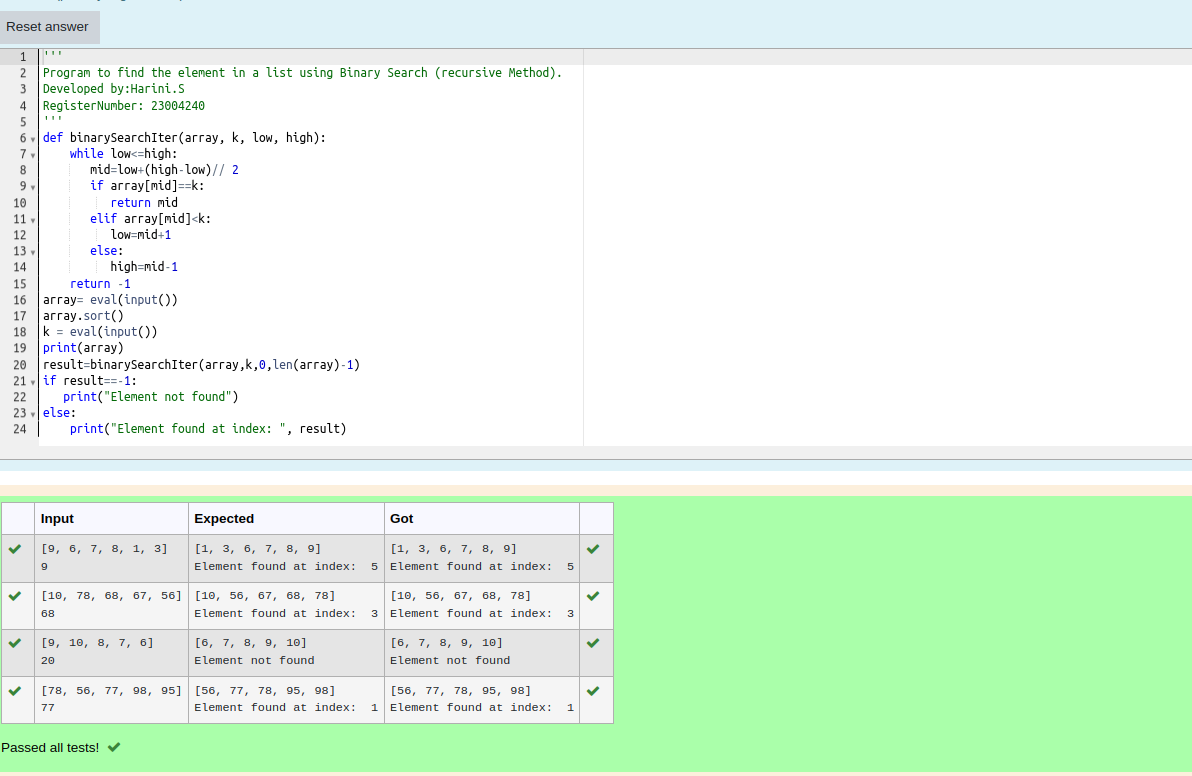 Reset answer
1 '''
2 Program to find the element in a list using Binary Search (recursive Method).
3 Developed by:Harini.S
4 RegisterNumber: 23004240
5 '''
6 def binarySearchIter(array, k, low, high):
7     while low<=high:
8        mid=low+(high-low)// 2
9        if array[mid]==k:
10           return mid
11        elif array[mid]<k:
12           low=mid+1
13        else:
14           high=mid-1
15     return -1
16 array= eval(input())
17 array.sort()
18 k = eval(input())
19 print(array)
20 result=binarySearchIter(array,k,0,len(array)-1)
21 if result==-1:
22    print("Element not found")
23 else:
24     print("Element found at index: ", result)
Input Expected Got
[9, 6, 7, 8, 1, 3] [1, 3, 6, 7, 8, 9] [1, 3, 6, 7, 8, 9]
9 Element found at index:  5 Element found at index:  5
[10, 78, 68, 67, 56] [10, 56, 67, 68, 78] [10, 56, 67, 68, 78]
68 Element found at index:  3 Element found at index:  3
[9, 10, 8, 7, 6] [6, 7, 8, 9, 10] [6, 7, 8, 9, 10]
20 Element not found Element not found
[78, 56, 77, 98, 95] [56, 77, 78, 95, 98] [56, 77, 78, 95, 98]
77 Element found at index:  1 Element found at index:  1
Passed all tests!